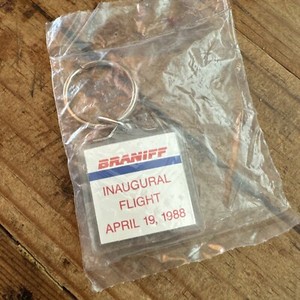 BRANIFF
INAUGURAL
FLIGHT
APRIL 19, 1988